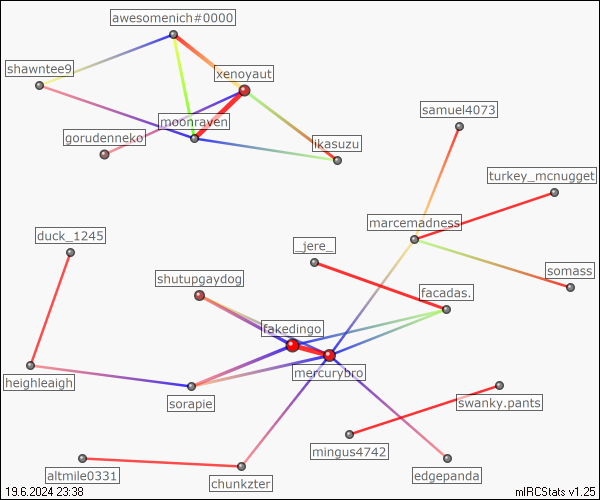 awesomenich#0000
shawntee9
xenoyaut
moonraven
gorudenneko
ikasuzu
samuel4073
turkey_mcnugget
marcemadness
duck_1245
_jere_
somass
shutupgaydog
facadas.
fakedingo
mercurybro
heighleaigh
sorapie
swanky.pants
mingus4742
altmile0331
chunkzter
edgepanda
19.6.2024 23:38
mIRCStats v1.25